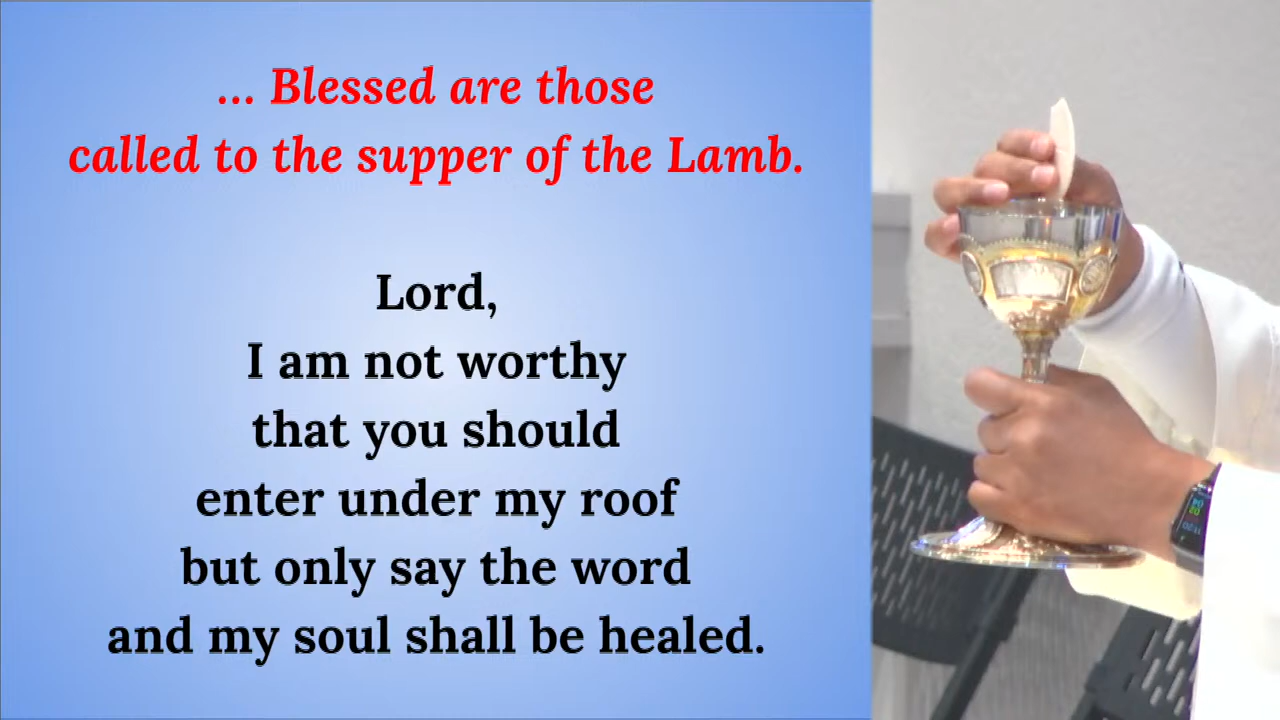 ... Blessed are those
called to the supper of the Lamb.
Lord,
I am not worthy
that you should
enter under my roof
but only say the word
and my soul shall be healed.